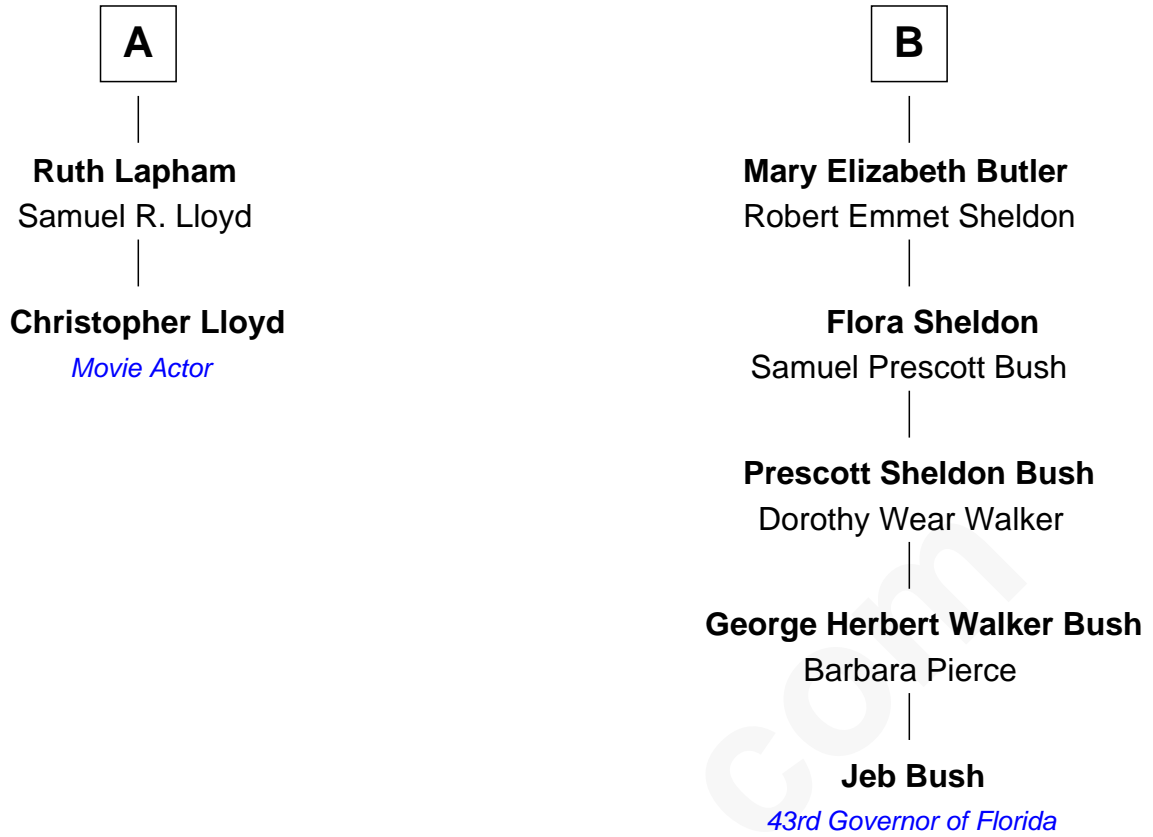 A
Ruth Lapham
Samuel R. Lloyd
Christopher Lloyd
Movie Actor
B
Mary Elizabeth Butler
Robert Emmet Sheldon
Flora Sheldon
Samuel Prescott Bush
Prescott Sheldon Bush
Dorothy Wear Walker
George Herbert Walker Bush
Barbara Pierce
Jeb Bush
43rd Governor of Florida
com